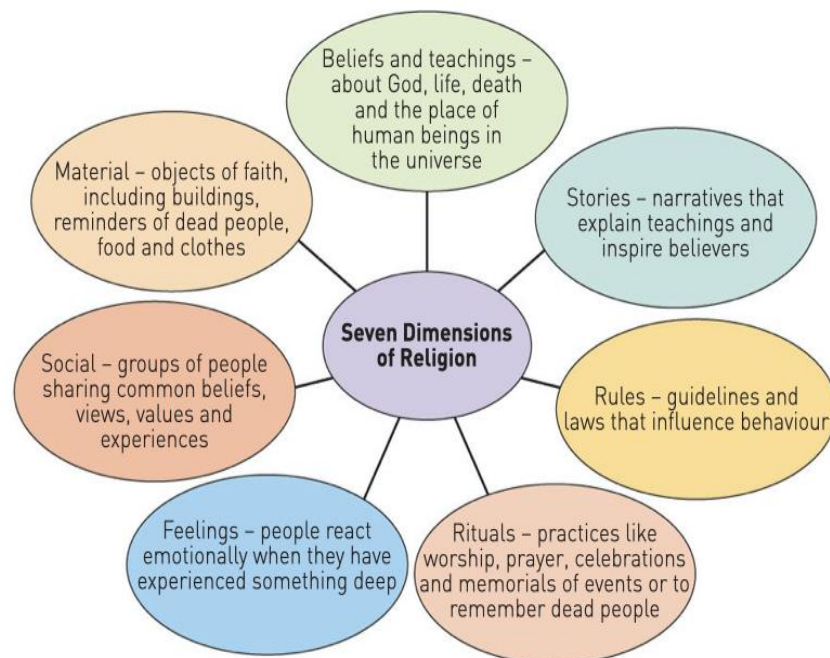 Beliefs and teachings –
about God, life, death
and the place of
human beings in
the universe
Stories – narratives that
explain teachings and
inspire believers
Rules – guidelines and
laws that influence behaviour
Rituals – practices like
worship, prayer, celebrations
and memorials of events or to
remember dead people
Feelings – people react
emotionally when they have
experienced something deep
Social – groups of people
sharing common beliefs,
views, values and
experiences
Material – objects of faith,
including buildings,
reminders of dead people,
food and clothes
Seven Dimensions
of Religion